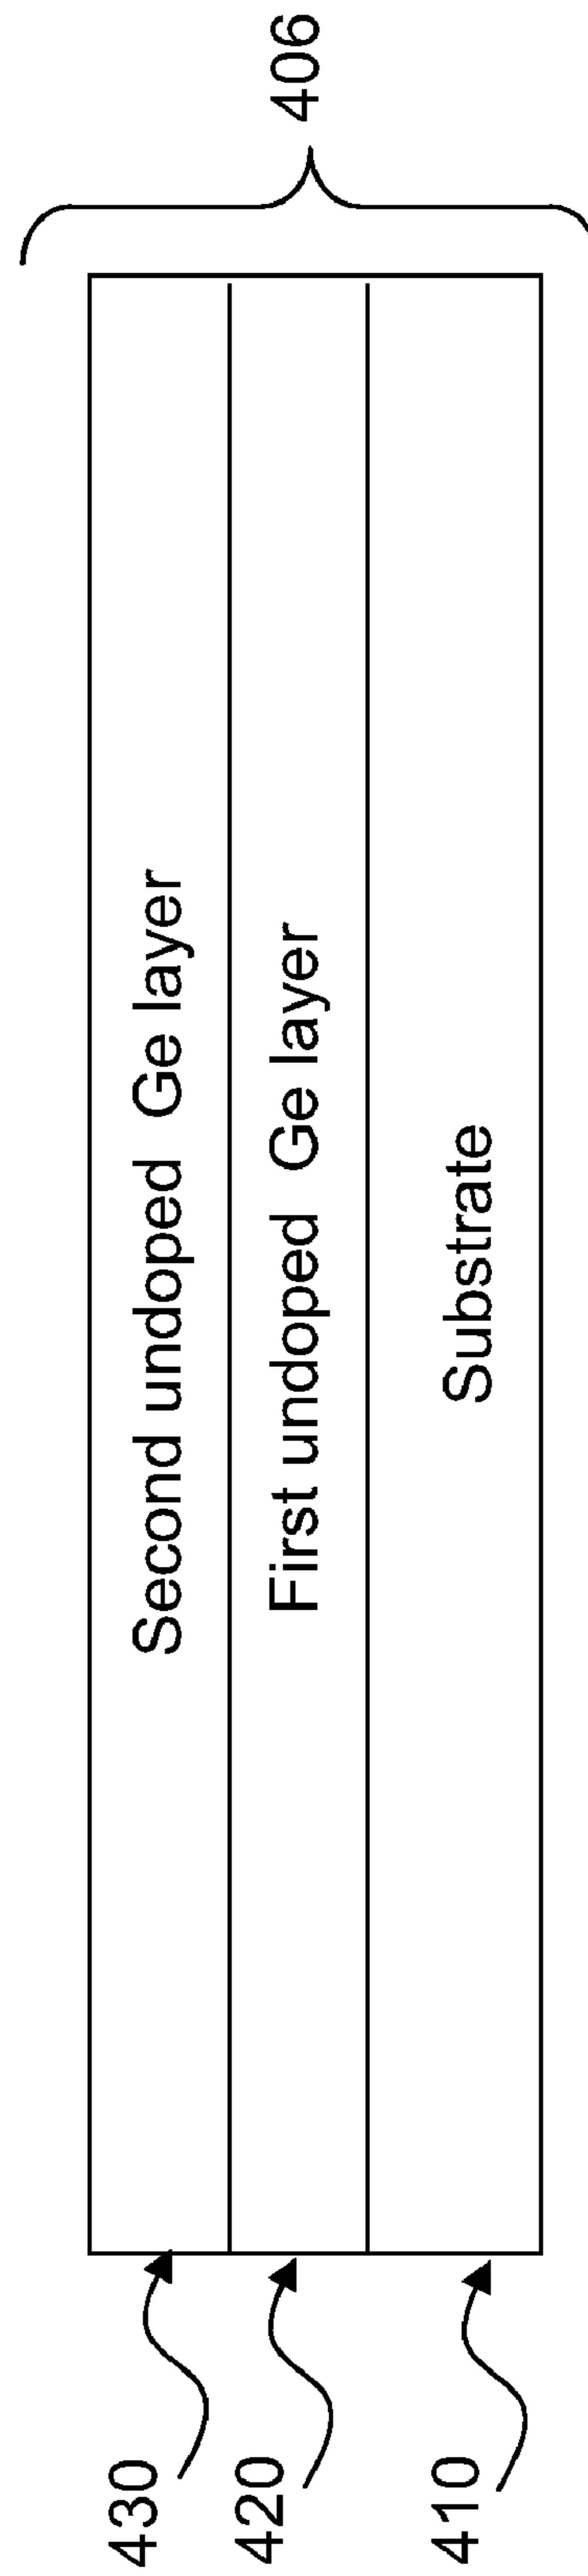 406
430
Second undoped Ge layer
420
First undoped Ge layer
410
Substrate